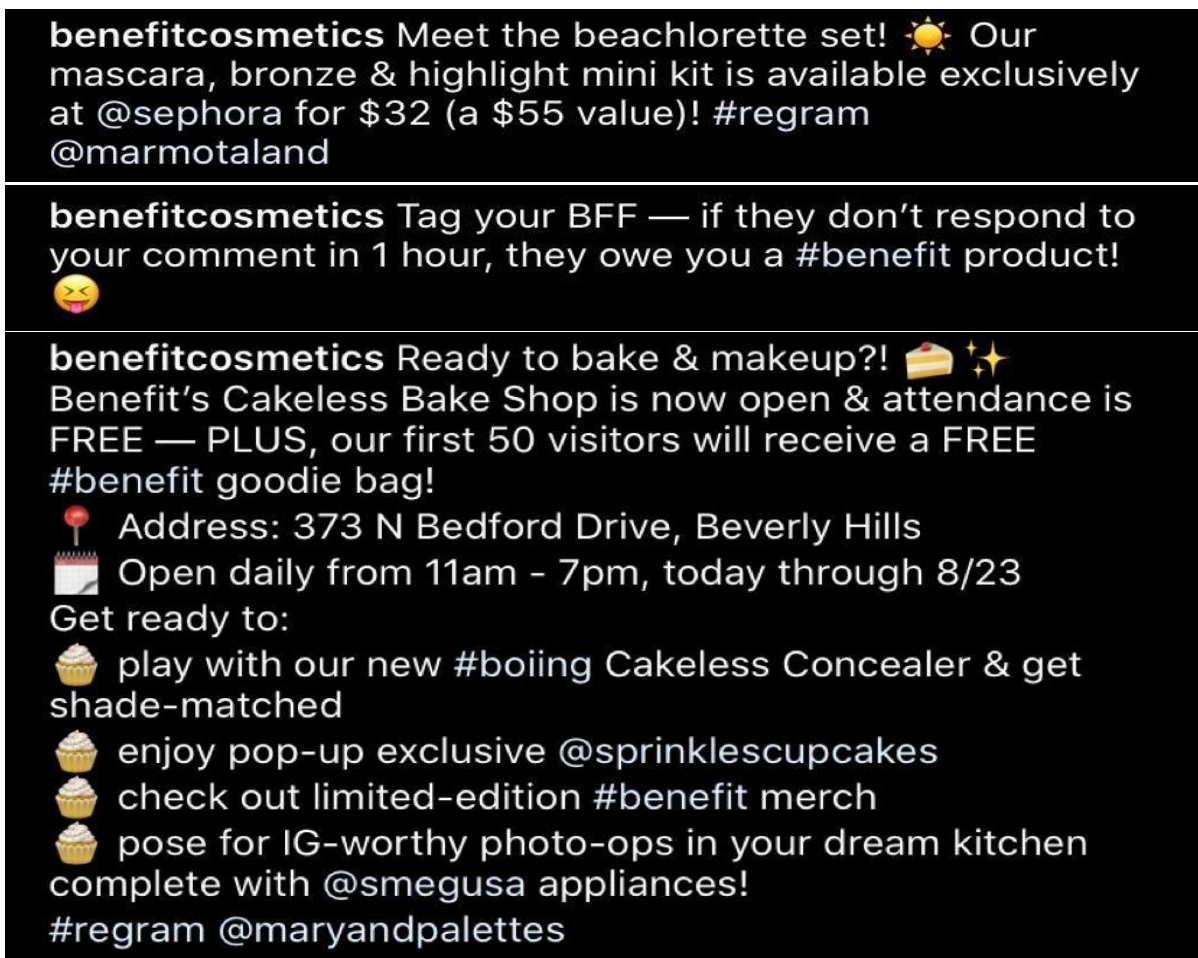 benefitcosmetics Meet the beachlorette set! ☀️ Our
mascara, bronze & highlight mini kit is available exclusively
at @sephora for $32 (a $55 value)! #regram
@marmotaland
benefitcosmetics Tag your BFF — if they don’t respond to
your comment in 1 hour, they owe you a #benefit product!
😝
benefitcosmetics Ready to bake & makeup?! 🍰✨
Benefit’s Cakeless Bake Shop is now open & attendance is
FREE — PLUS, our first 50 visitors will receive a FREE
#benefit goodie bag!
📍 Address: 373 N Bedford Drive, Beverly Hills
🗓 Open daily from 11am - 7pm, today through 8/23
Get ready to:
🧁 play with our new #boiing Cakeless Concealer & get
shade-matched
🧁 enjoy pop-up exclusive @sprinklescupcakes
🧁 check out limited-edition #benefit merch
🧁 pose for IG-worthy photo-ops in your dream kitchen
complete with @smegusa appliances!
#regram @maryandpalettes